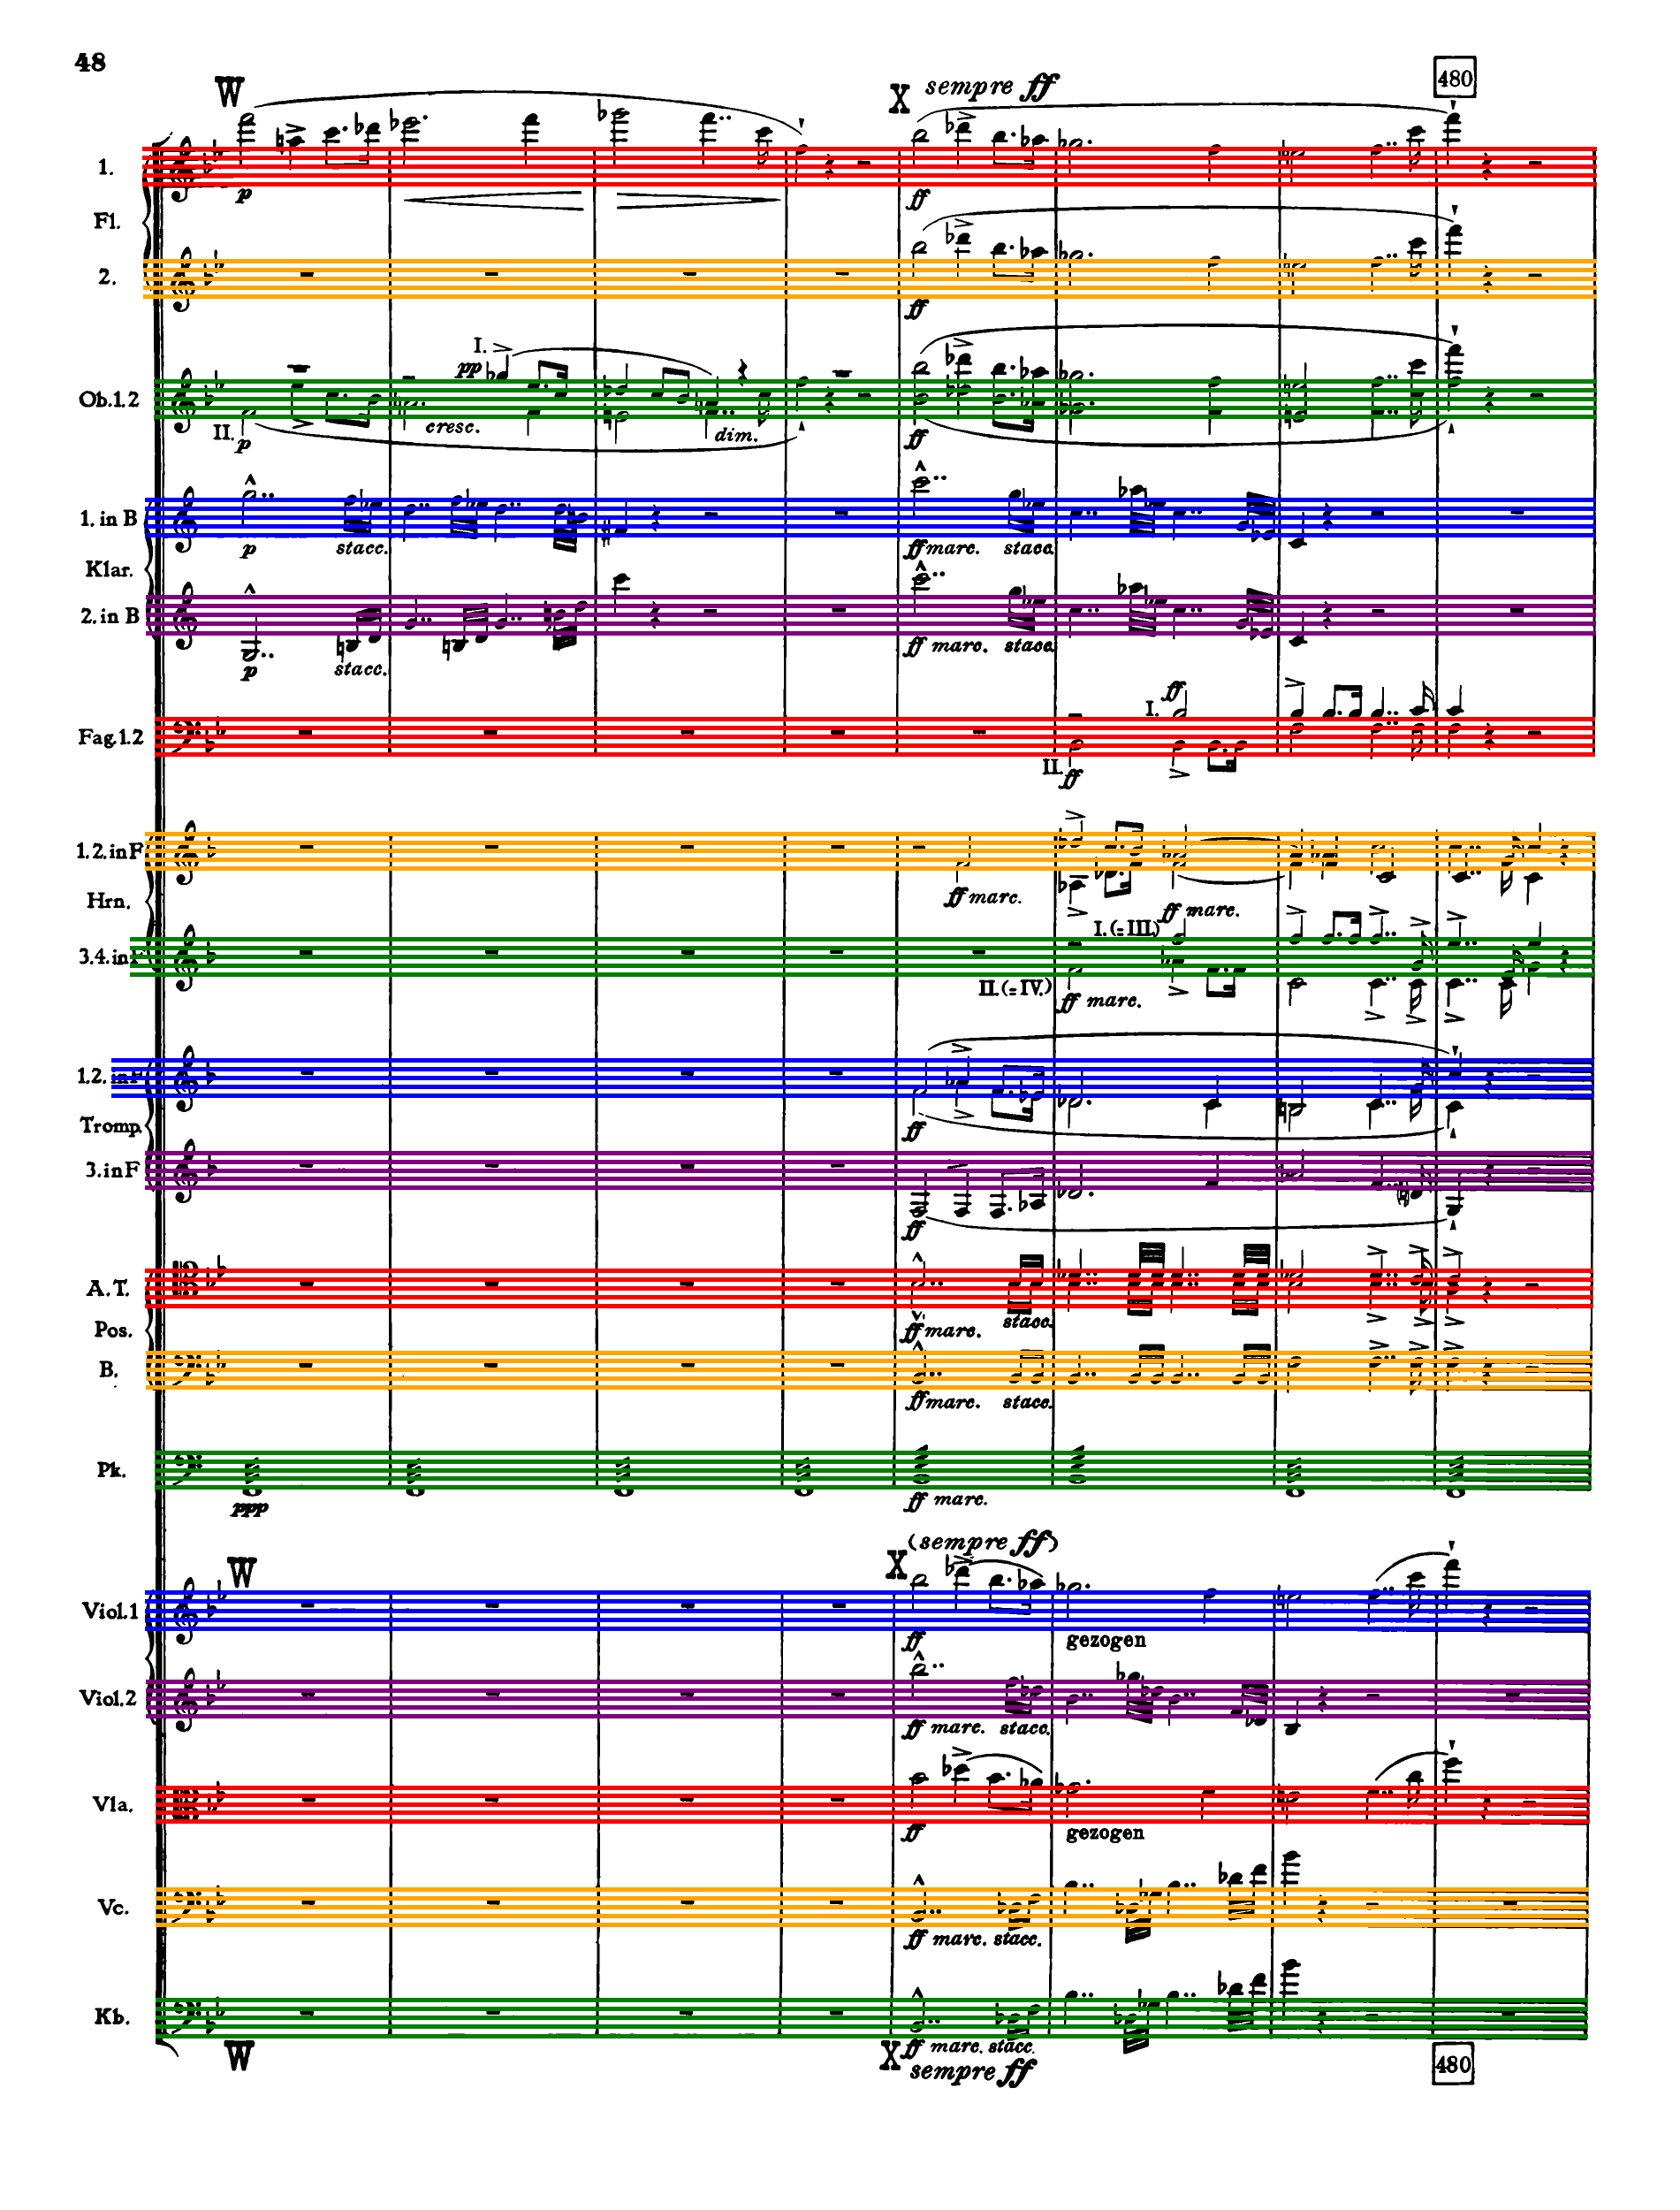 48
W
X sempre ff
480
1.
p
ff
Fl.
2.
ff
I.
pp
Ob.1.2
II. p
cresc.
dim.
ff
1. in B
p
stacc.
ff marc. stacc.
Klar.
2. in B
p
stacc.
ff marc. stacc.
ff
I.
Fag.1.2
II. ff
1.2. in F
ff marc.
ff marc.
Hrn.
I. (=III.)
3.4. in F
II. (=IV.)
ff marc.
1.2. in F
ff
Tromp.
3. in F
ff
A.T.
ff marc. stacc.
Pos.
B.
ff marc. stacc.
Pk.
ppp
ff marc.
W
X (sempre ff)
Viol.1
ff
gezogen
Viol.2
ff marc. stacc.
Vla.
ff
gezogen
Vc.
ff marc. stacc.
Kb.
ff marc. stacc.
W
X sempre ff
480